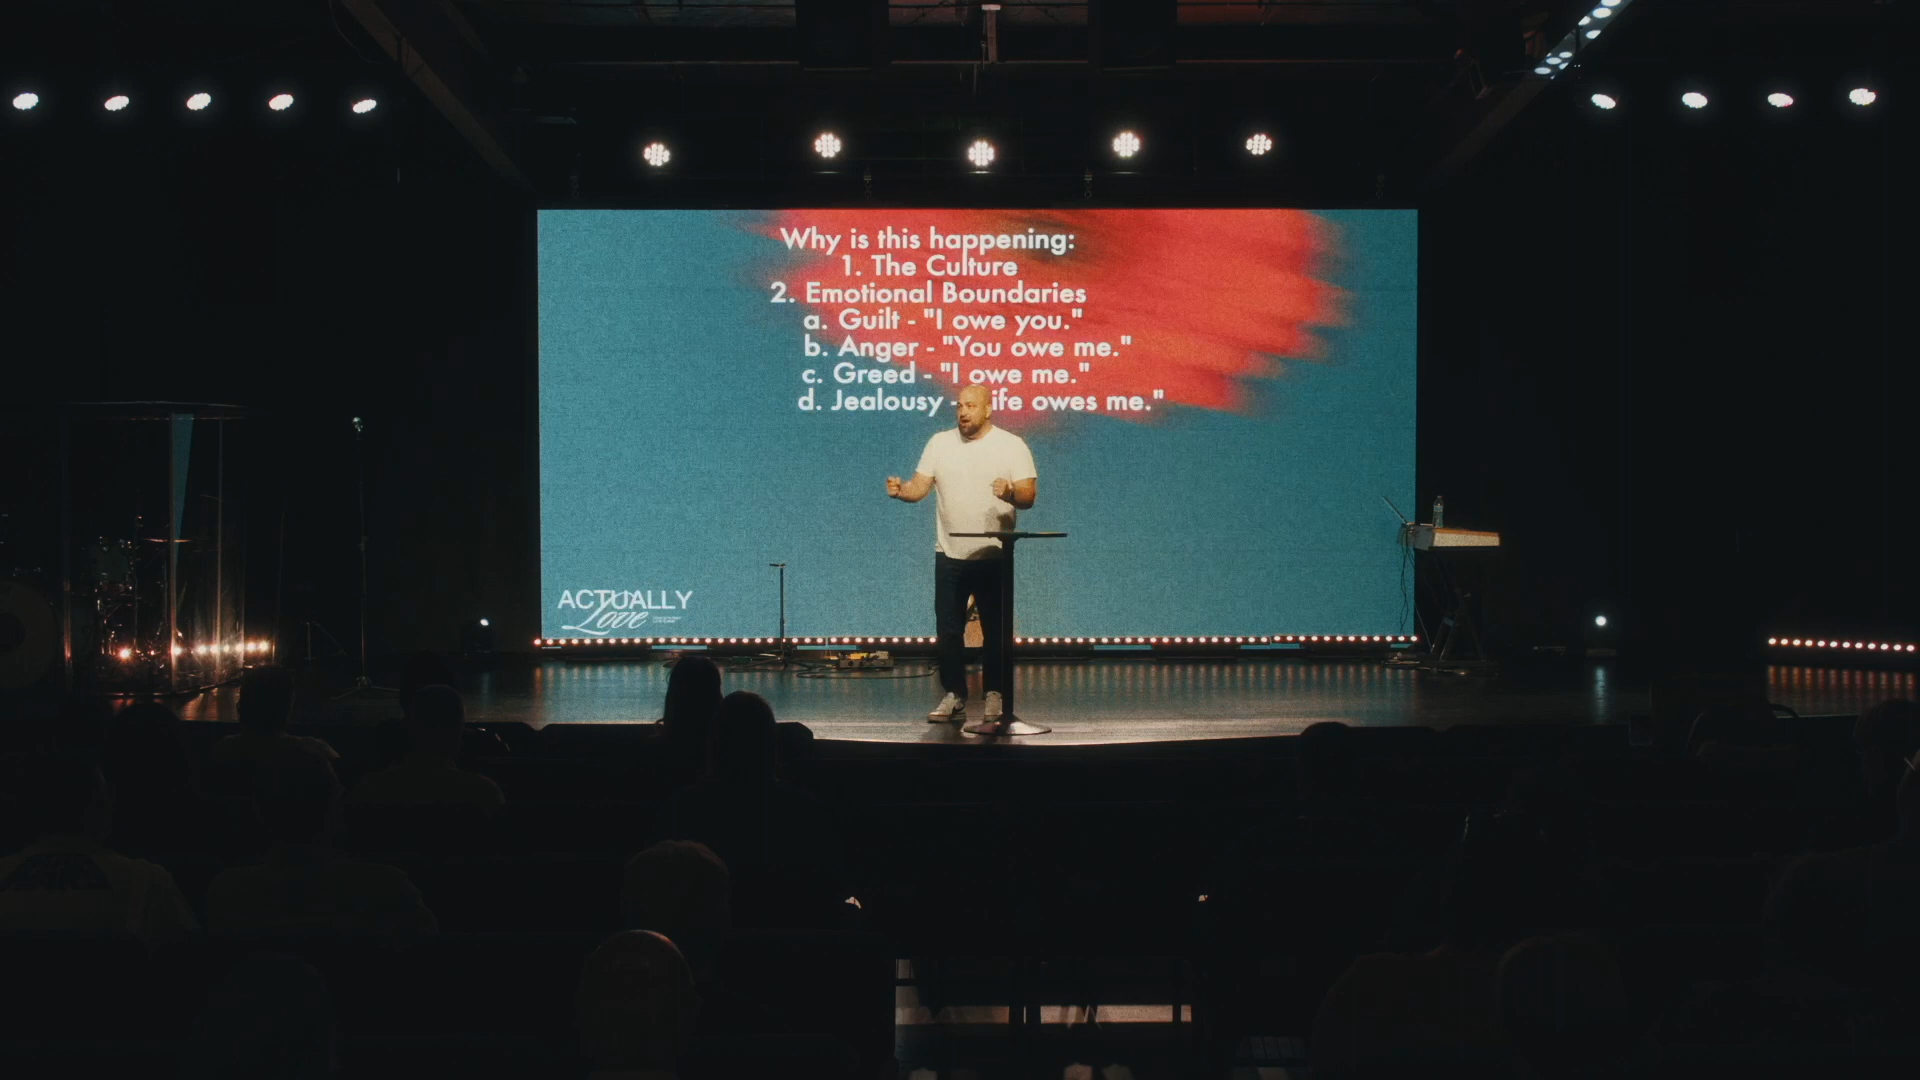 Why is this happening:
1. The Culture
2. Emotional Boundaries
a. Guilt - "I owe you."
b. Anger - "You owe me."
c. Greed - "I owe me."
d. Jealousy - ife owes me."
ACTUALLY
Love